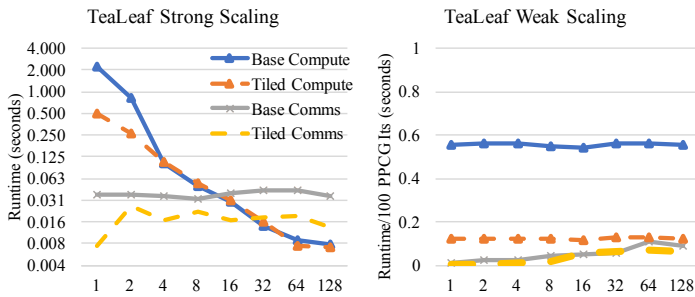 TeaLeaf Strong Scaling
Runtime (seconds)
4.000
2.000
1.000
0.500
0.250
0.125
0.063
0.031
0.016
0.008
0.004
Base Compute
Tiled Compute
Base Comms
Tiled Comms
1 2 4 8 16 32 64 128
TeaLeaf Weak Scaling
Runtime/100 PPCG Its (seconds)
1
0.8
0.6
0.4
0.2
0
1 2 4 8 16 32 64 128